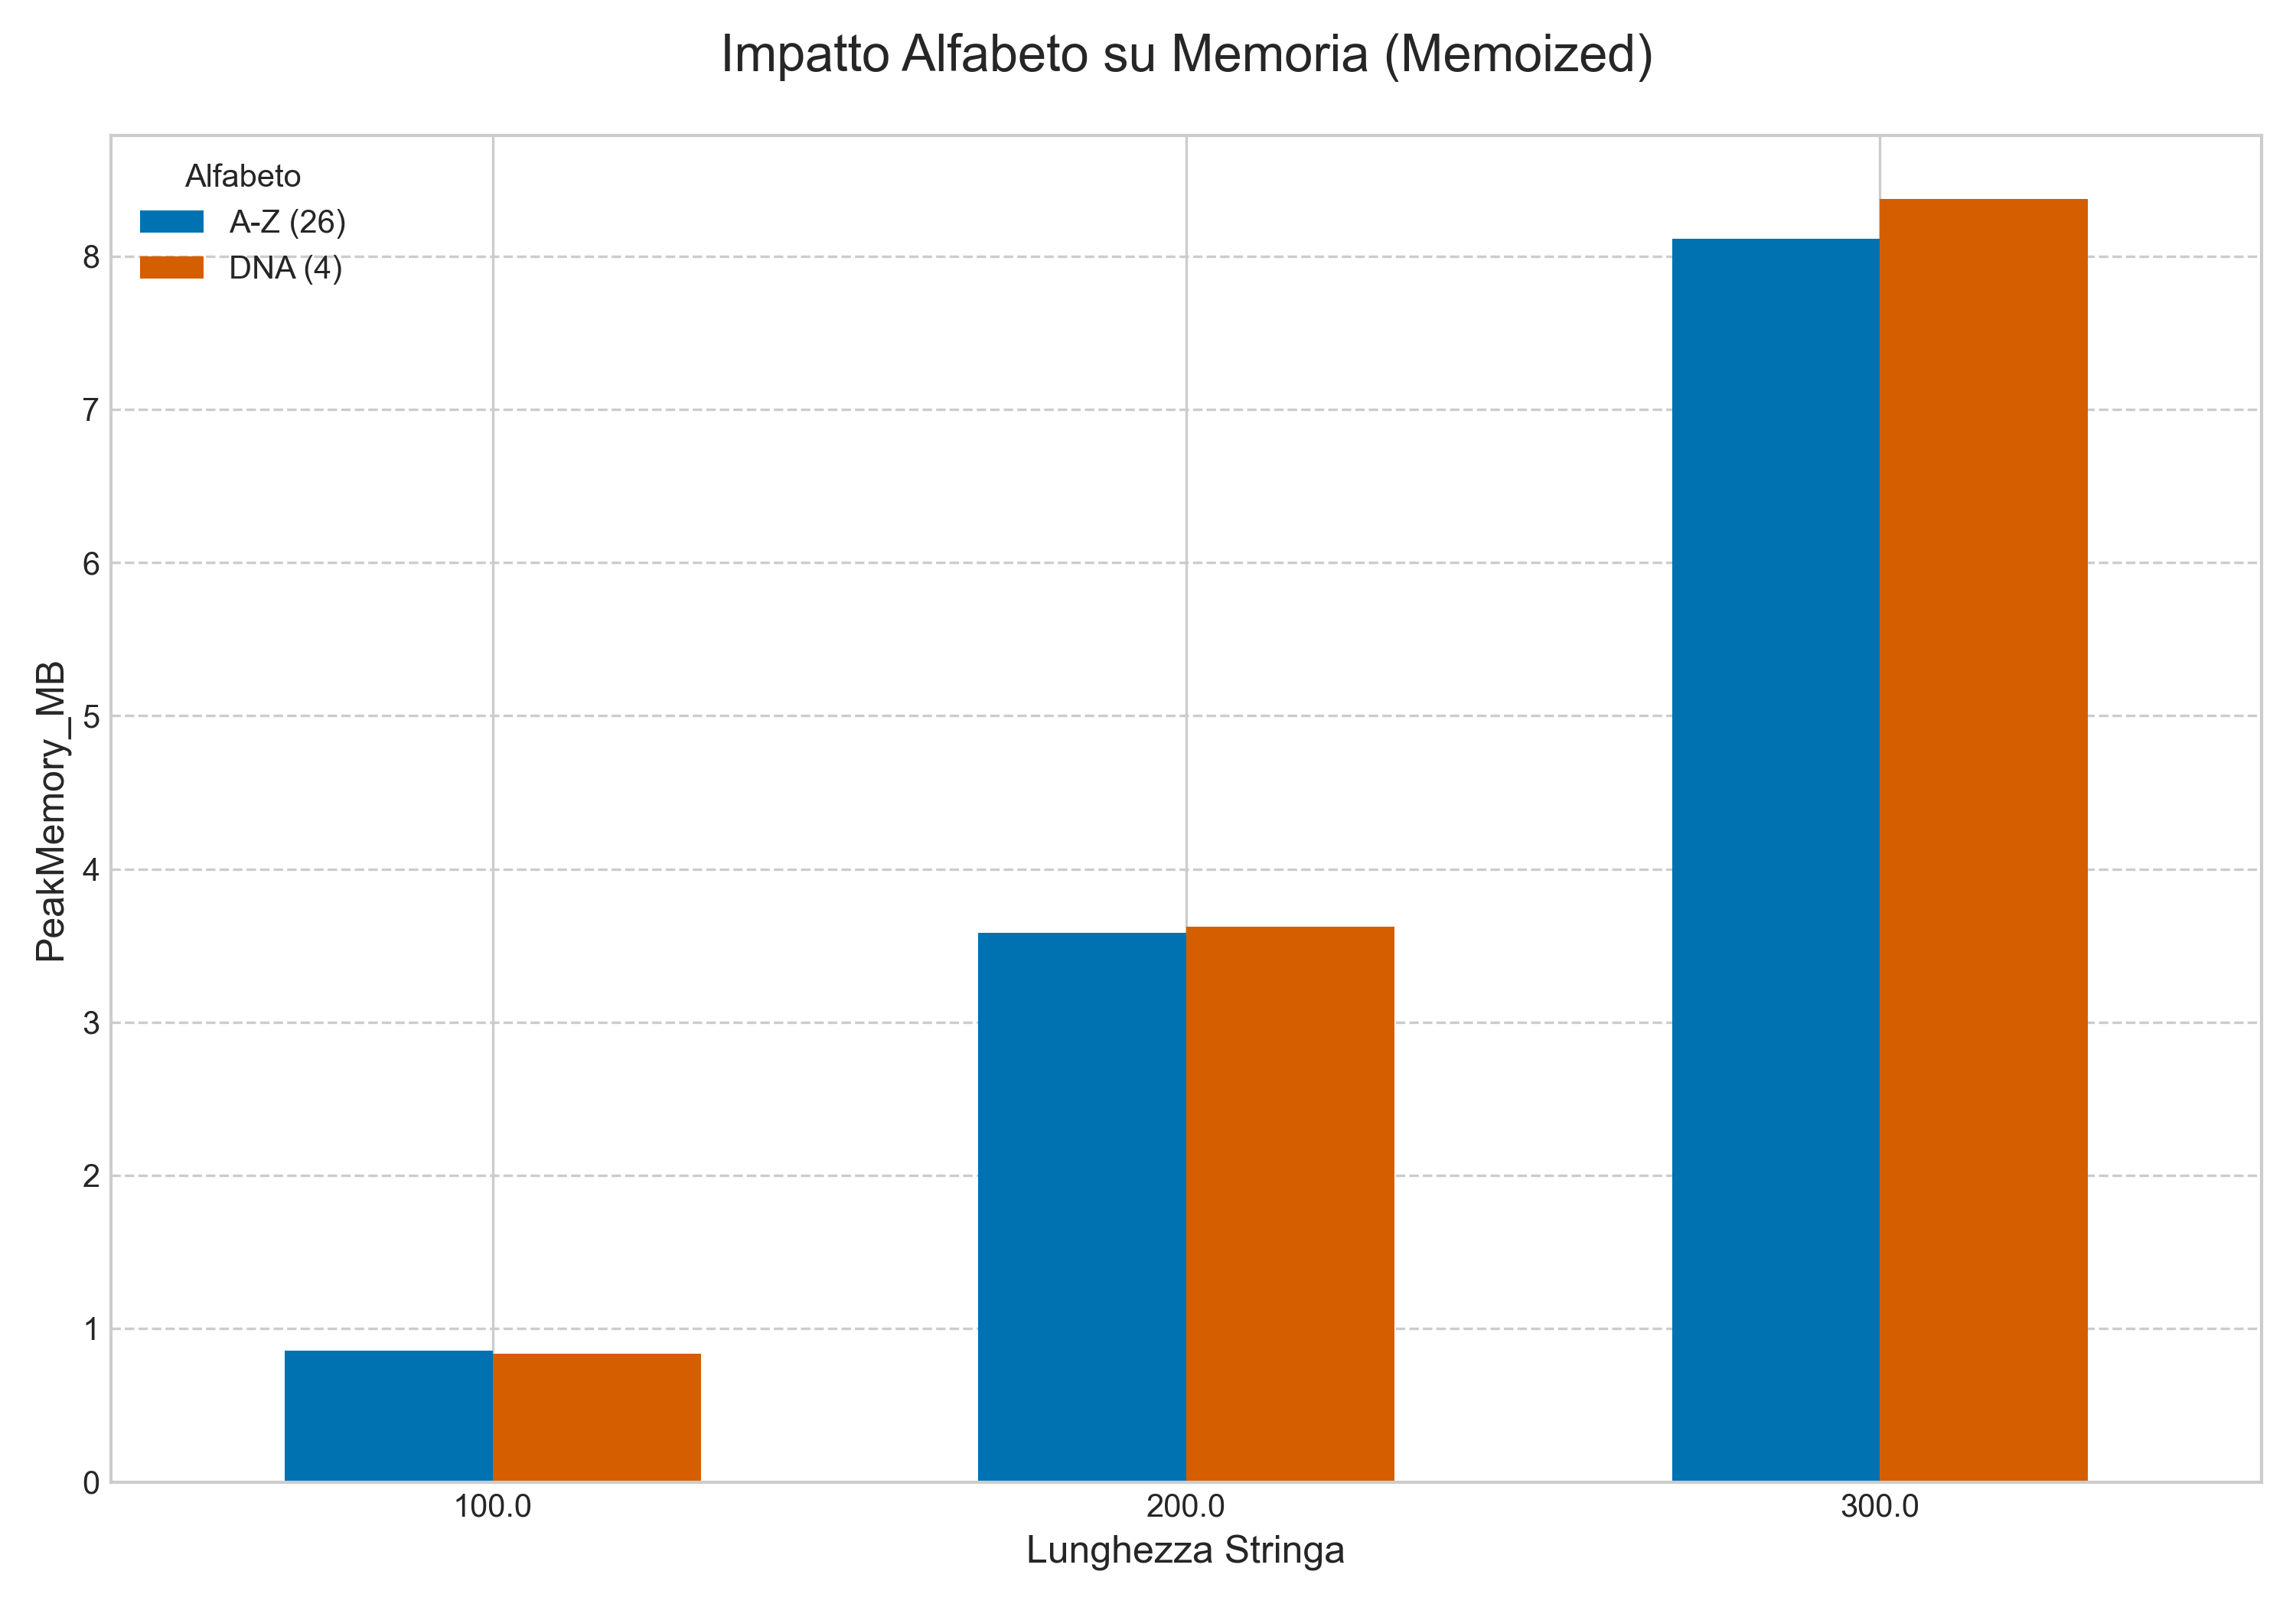 Impatto Alfabeto su Memoria (Memoized)
Alfabeto
A-Z (26)
DNA (4)
PeakMemory_MB
8
7
6
5
4
3
2
1
0
100.0
200.0
300.0
Lunghezza Stringa